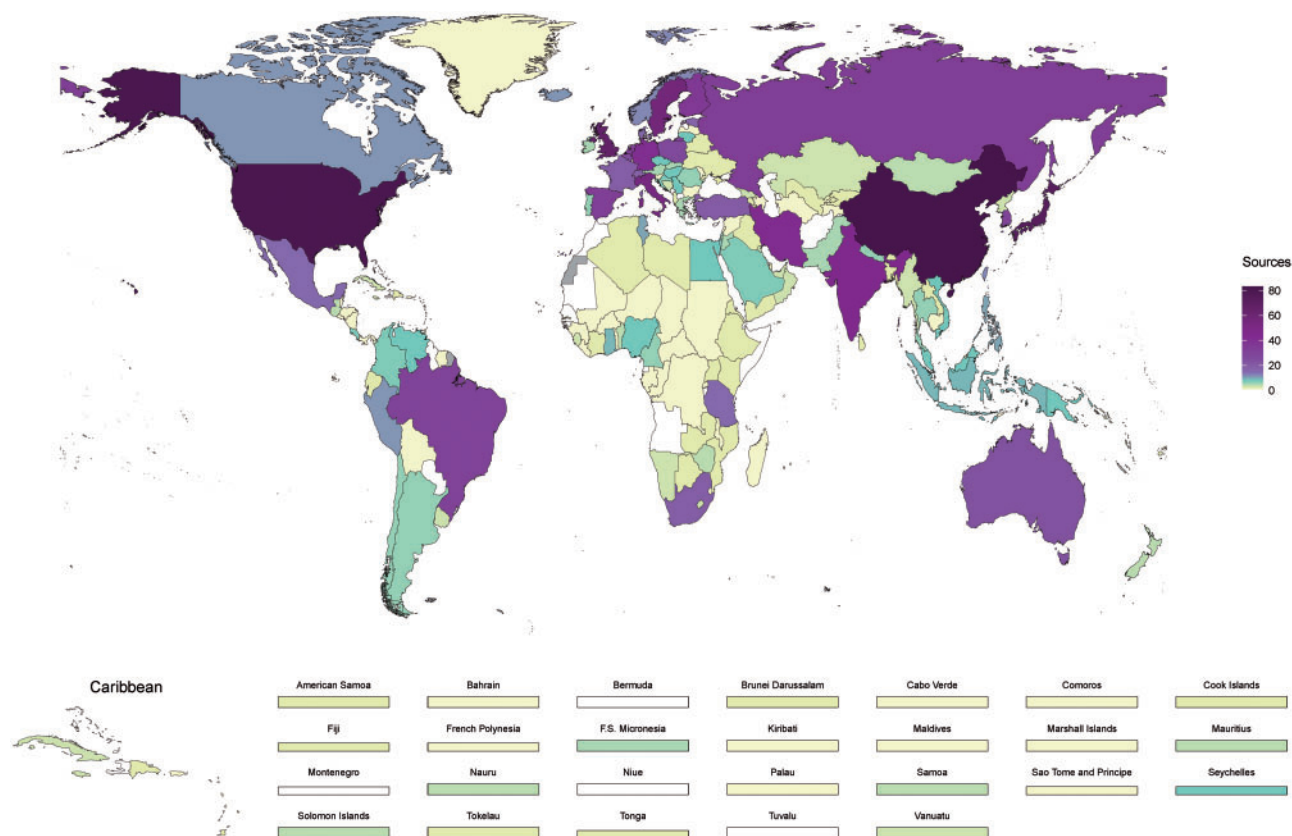 Sources
80
60
40
20
0
Caribbean
American Samoa
Bahrain
Bermuda
Brunei Darussalam
Cabo Verde
Comoros
Cook Islands
Fiji
French Polynesia
F.S. Micronesia
Kiribati
Maldives
Marshall Islands
Mauritius
Montenegro
Nauru
Niue
Palau
Samoa
Sao Tome and Principe
Seychelles
Solomon Islands
Tokelau
Tonga
Tuvalu
Vanuatu